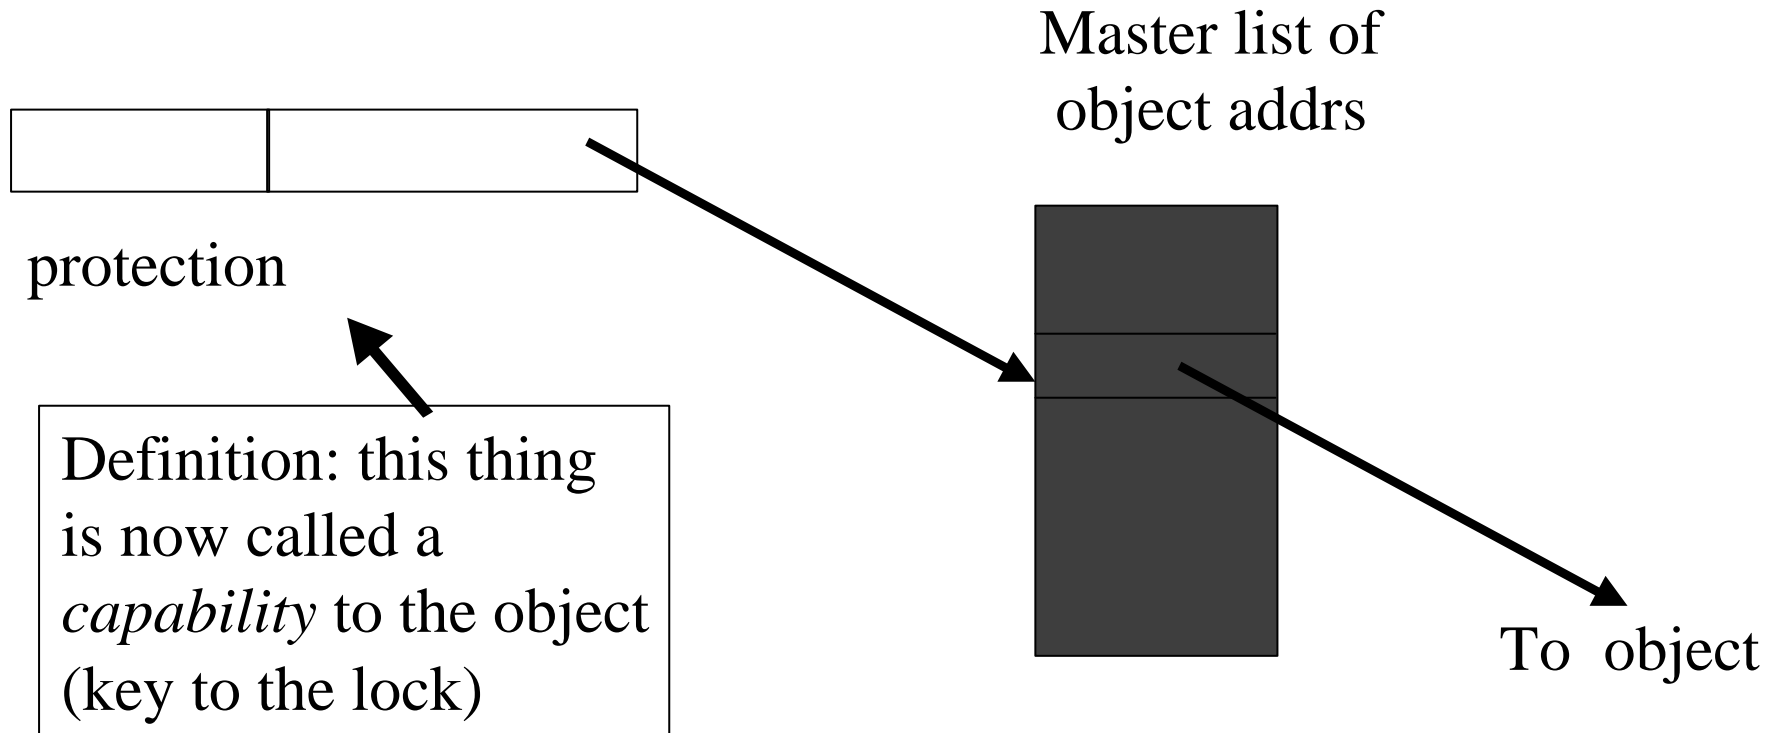 Master list of
object addrs
protection
Definition: this thing
is now called a
capability to the object
(key to the lock)
To object